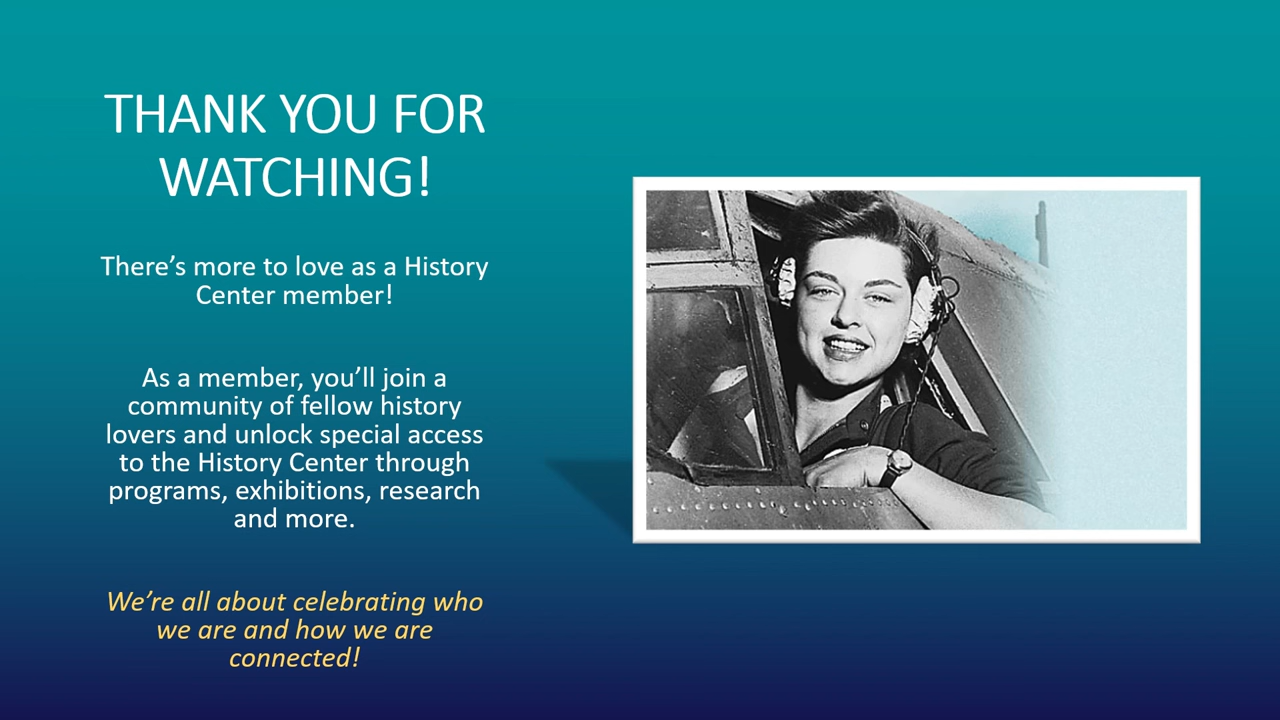 THANK YOU FOR
WATCHING!
There’s more to love as a History
Center member!
As a member, you’ll join a
community of fellow history
lovers and unlock special access
to the History Center through
programs, exhibitions, research
and more.
We’re all about celebrating who
we are and how we are
connected!